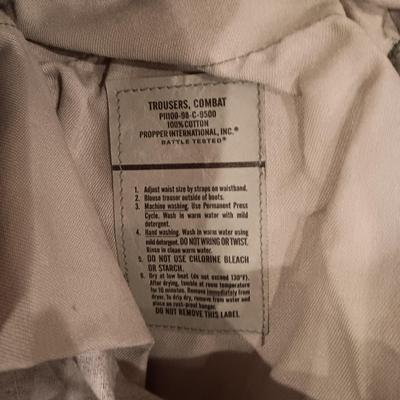 TROUSERS, COMBAT
P11100-98-C-9500
100% COTTON
PROPPER INTERNATIONAL, INC.®
BATTLE TESTED®
1. Adjust waist size by straps on waistband.
2. Blouse trouser outside of boots.
3. Machine washing. Use Permanent Press
Cycle. Wash in warm water with mild
detergent.
4. Hand washing. Wash in warm water using
mild detergent. DO NOT WRING OR TWIST.
Rinse in clean warm water.
5. DO NOT USE CHLORINE BLEACH
OR STARCH.
6. Dry at low heat (do not exceed 130°F).
After drying, tumble at room temperature
for 10 minutes. Remove immediately from
dryer. To drip dry, remove from water and
place on rust-proof hanger.
DO NOT REMOVE THIS LABEL